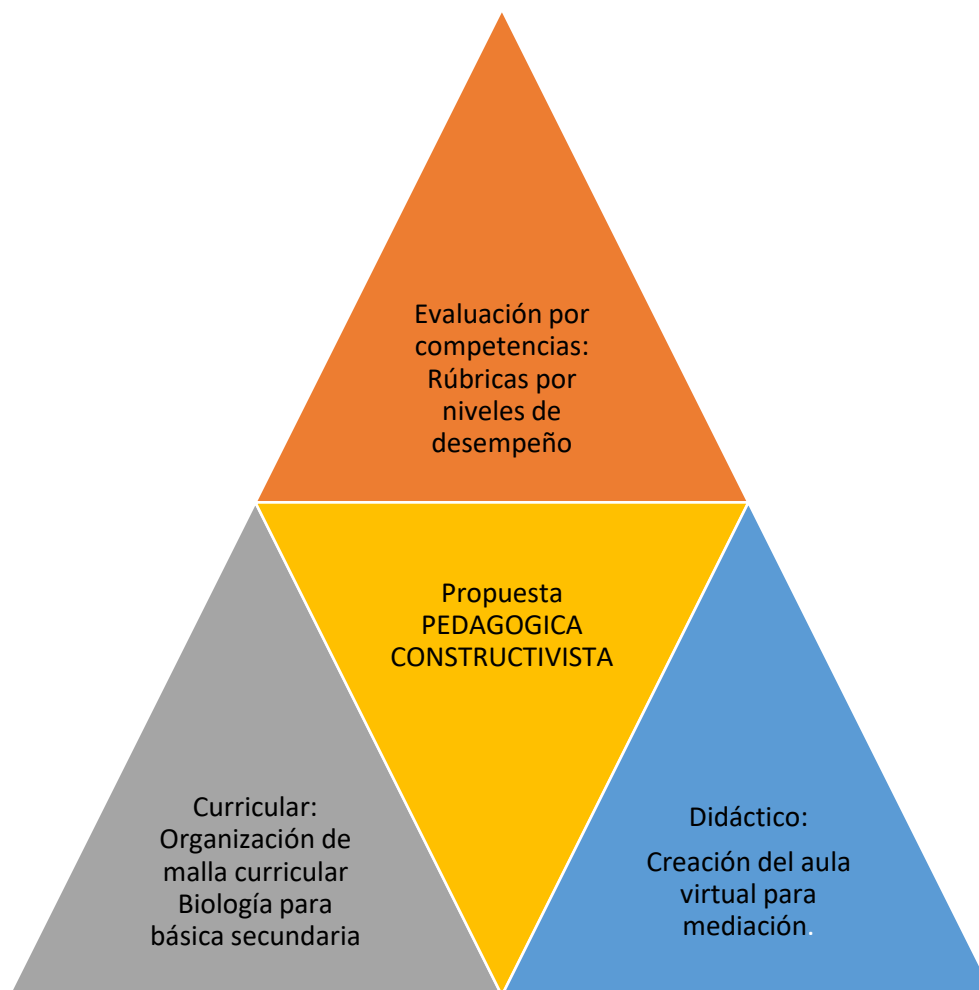 Evaluación por
competencias:
Rúbricas por
niveles de
desempeño
Propuesta
PEDAGOGICA
CONSTRUCTIVISTA
Curricular:
Organización de
malla curricular
Biología para
básica secundaria
Didáctico:
Creación del aula
virtual para
mediación.